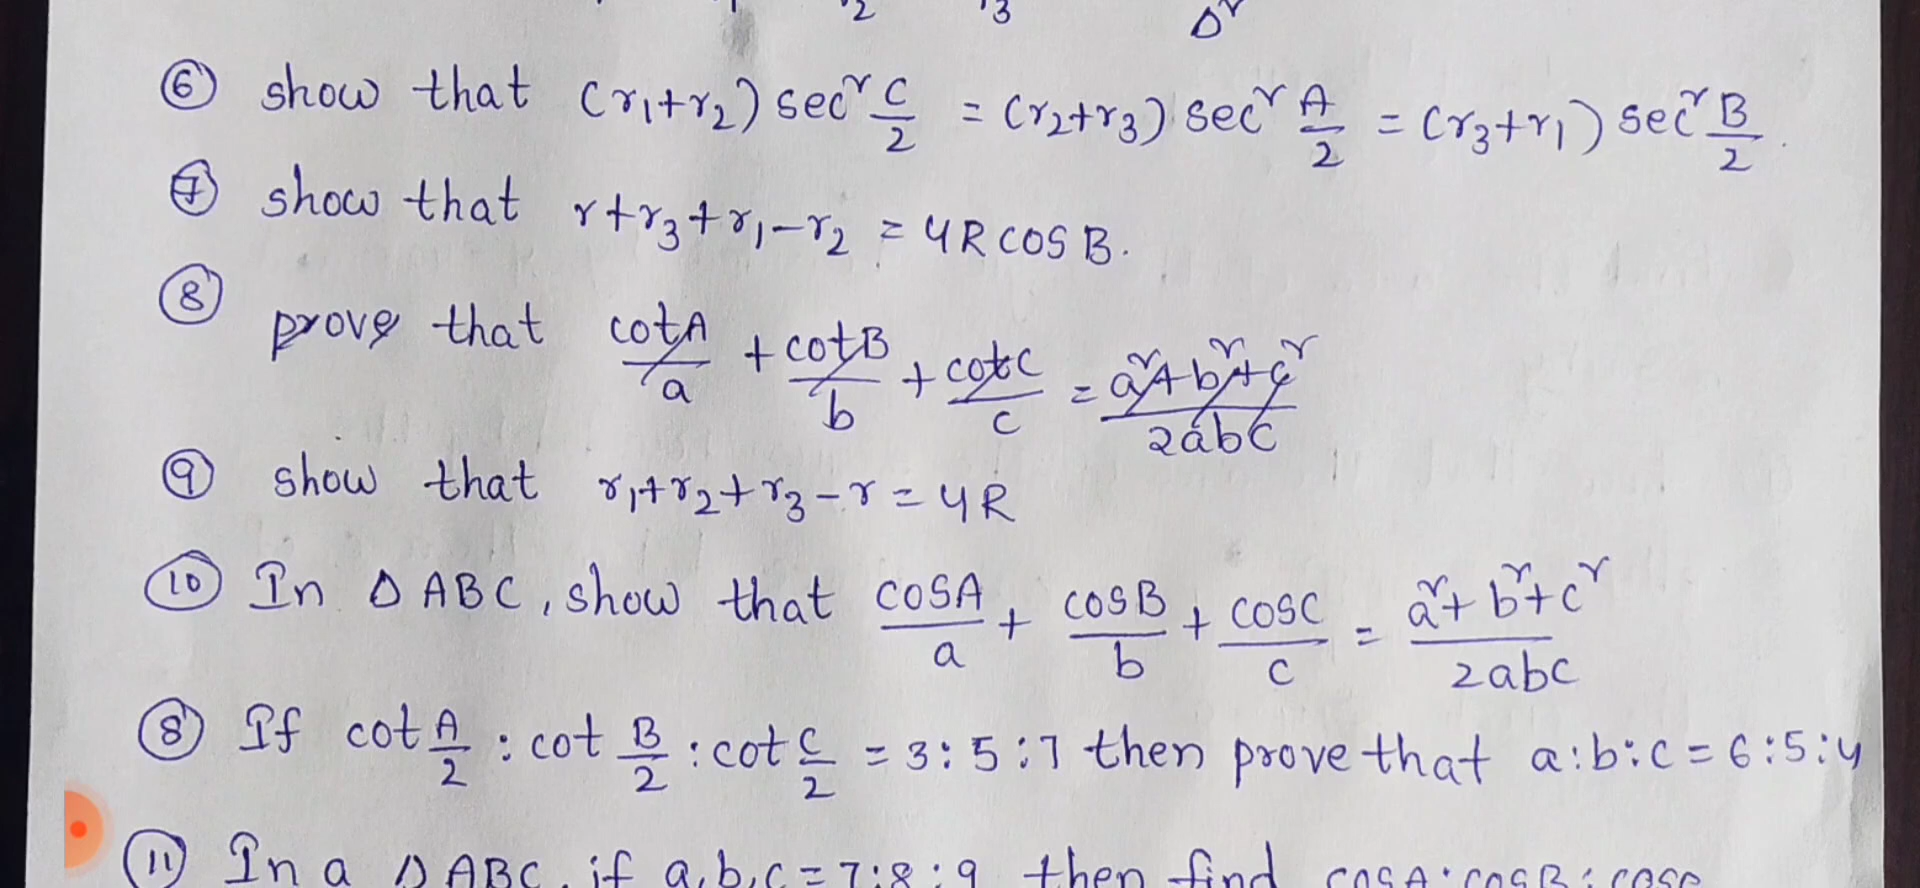 ⑥ show that (r₁+r₂) sec² C/2 = (r₂+r₃) sec² A/2 = (r₃+r₁) sec² B/2.
⑦ show that r+r₃+r₁-r₂ = 4R cos B.
⑧ prove that cotA/a + cotB/b + cotC/c = a²+b²+c²/2abc
⑨ show that r₁+r₂+r₃-r = 4R
⑩ In Δ ABC, show that cosA/a + cosB/b + cosC/c = a²+b²+c²/2abc
⑧ If cot A/2 : cot B/2 : cot C/2 = 3:5:7 then prove that a:b:c = 6:5:4
⑪ In a Δ ABC, if a,b,c = 7:8:9 then find cosA:cosB:cosC